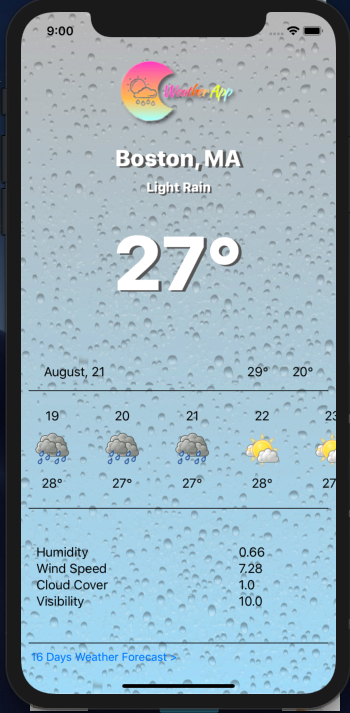 9:00
Weather App
Boston, MA
Light Rain
27°
August, 21 29° 20°
19 20 21 22 23
28° 27° 27° 28° 27
Humidity 0.66
Wind Speed 7.28
Cloud Cover 1.0
Visibility 10.0
16 Days Weather Forecast >